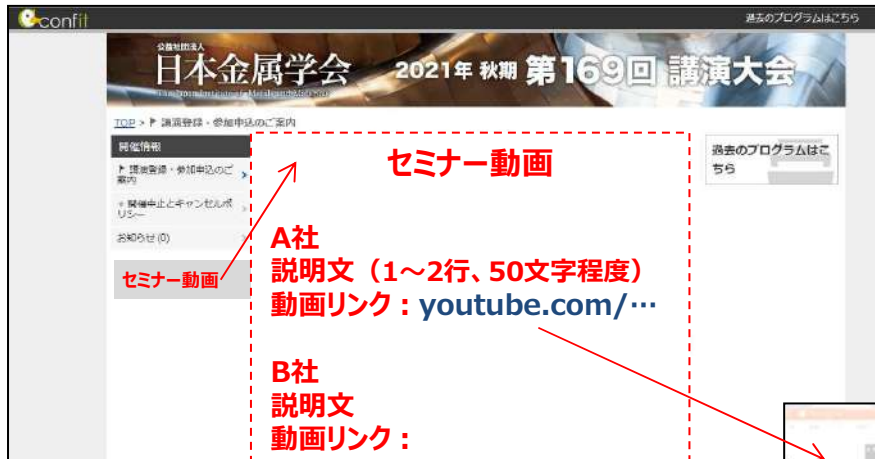 confit
過去のプログラムはこちら
公益社団法人
日本金属学会
2021年 秋期 第169回 講演大会
TOP > 講演登録・参加申込のご案内
開催情報
講演登録・参加申込のご案内
開催中止とキャンセルポリシー
お知らせ (0)
セミナー動画
セミナー動画
A社
説明文（1～2行、50文字程度）
動画リンク：youtube.com/…
B社
説明文
動画リンク：
過去のプログラムはこ
ちら